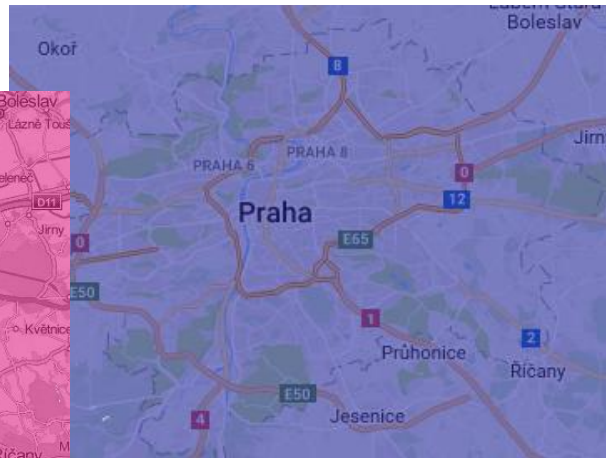 Boleslav
Okoř
8
Boleslav
Lázně
Jirn
PRAHA 6
PRAHA 8
0
D11
12
Praha
Jirny
E65
0
E50
1
Květnice
2
Průhonice
Říčany
E50
Jesenice
4
M
Říčany